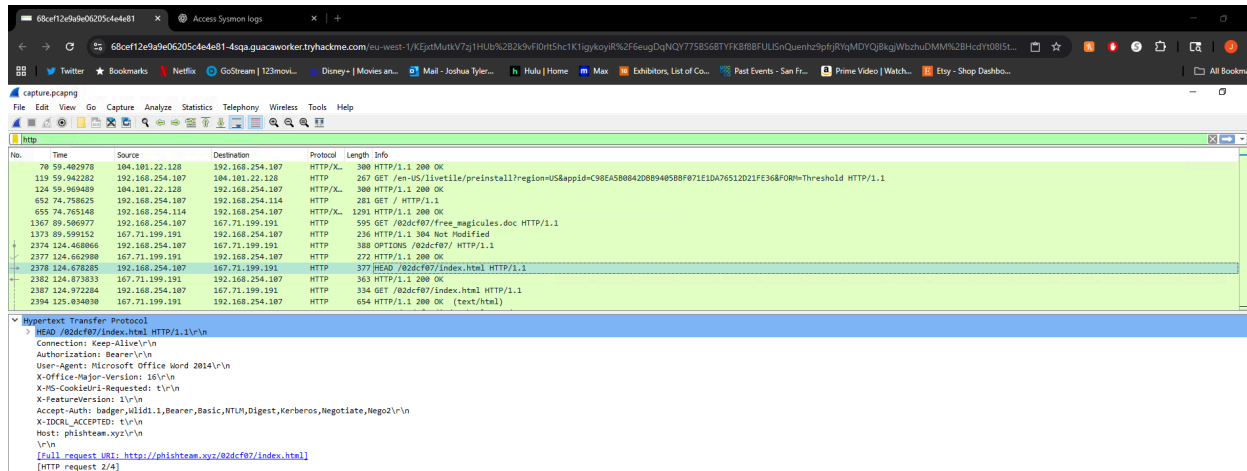 68cef12e9a9e06205c4e4e81 × Access Sysmon logs × +
68cef12e9a9e06205c4e4e81-4sqa.guacaworker.tryhackme.com
Twitter Bookmarks Netflix GoStream | 123movi... Disney+ | Movies an... Mail - Joshua Tyler... Hulu | Home Max Exhibitors, List of Co... Past Events - San Fr... Prime Video | Watch... Etsy - Shop Dashbo... All Bookma
capture.pcapng
File Edit View Go Capture Analyze Statistics Telephony Wireless Tools Help
http
No. Time Source Destination Protocol Length Info
70 59.402978 104.101.22.128 192.168.254.107 HTTP/X... 300 HTTP/1.1 200 OK
119 59.942282 192.168.254.107 104.101.22.128 HTTP 267 GET /en-US/livetile/preinstall?region=US&appid=C98EA5B0842DBB9405BBF071E1DA76512D21FE36&FORM=Threshold HTTP/1.1
124 59.969489 104.101.22.128 192.168.254.107 HTTP/X... 300 HTTP/1.1 200 OK
652 74.758625 192.168.254.107 192.168.254.114 HTTP 281 GET / HTTP/1.1
655 74.765148 192.168.254.114 192.168.254.107 HTTP/X... 1291 HTTP/1.1 200 OK
1367 89.506977 192.168.254.107 167.71.199.191 HTTP 595 GET /02dcf07/free_magicules.doc HTTP/1.1
1373 89.599152 167.71.199.191 192.168.254.107 HTTP 236 HTTP/1.1 304 Not Modified
2374 124.468066 192.168.254.107 167.71.199.191 HTTP 388 OPTIONS /02dcf07/ HTTP/1.1
2377 124.662980 167.71.199.191 192.168.254.107 HTTP 272 HTTP/1.1 200 OK
2378 124.678285 192.168.254.107 167.71.199.191 HTTP 377 HEAD /02dcf07/index.html HTTP/1.1
2382 124.873833 167.71.199.191 192.168.254.107 HTTP 363 HTTP/1.1 200 OK
2387 124.972284 192.168.254.107 167.71.199.191 HTTP 334 GET /02dcf07/index.html HTTP/1.1
2394 125.034030 167.71.199.191 192.168.254.107 HTTP 654 HTTP/1.1 200 OK (text/html)
Hypertext Transfer Protocol
HEAD /02dcf07/index.html HTTP/1.1\r\n
Connection: Keep-Alive\r\n
Authorization: Bearer\r\n
User-Agent: Microsoft Office Word 2014\r\n
X-Office-Major-Version: 16\r\n
X-MS-CookieUri-Requested: t\r\n
X-FeatureVersion: 1\r\n
Accept-Auth: badger,Wlid1.1,Bearer,Basic,NTLM,Digest,Kerberos,Negotiate,Nego2\r\n
X-IDCRL_ACCEPTED: t\r\n
Host: phishteam.xyz\r\n
\r\n
[Full request URI: http://phishteam.xyz/02dcf07/index.html]
[HTTP request 2/4]